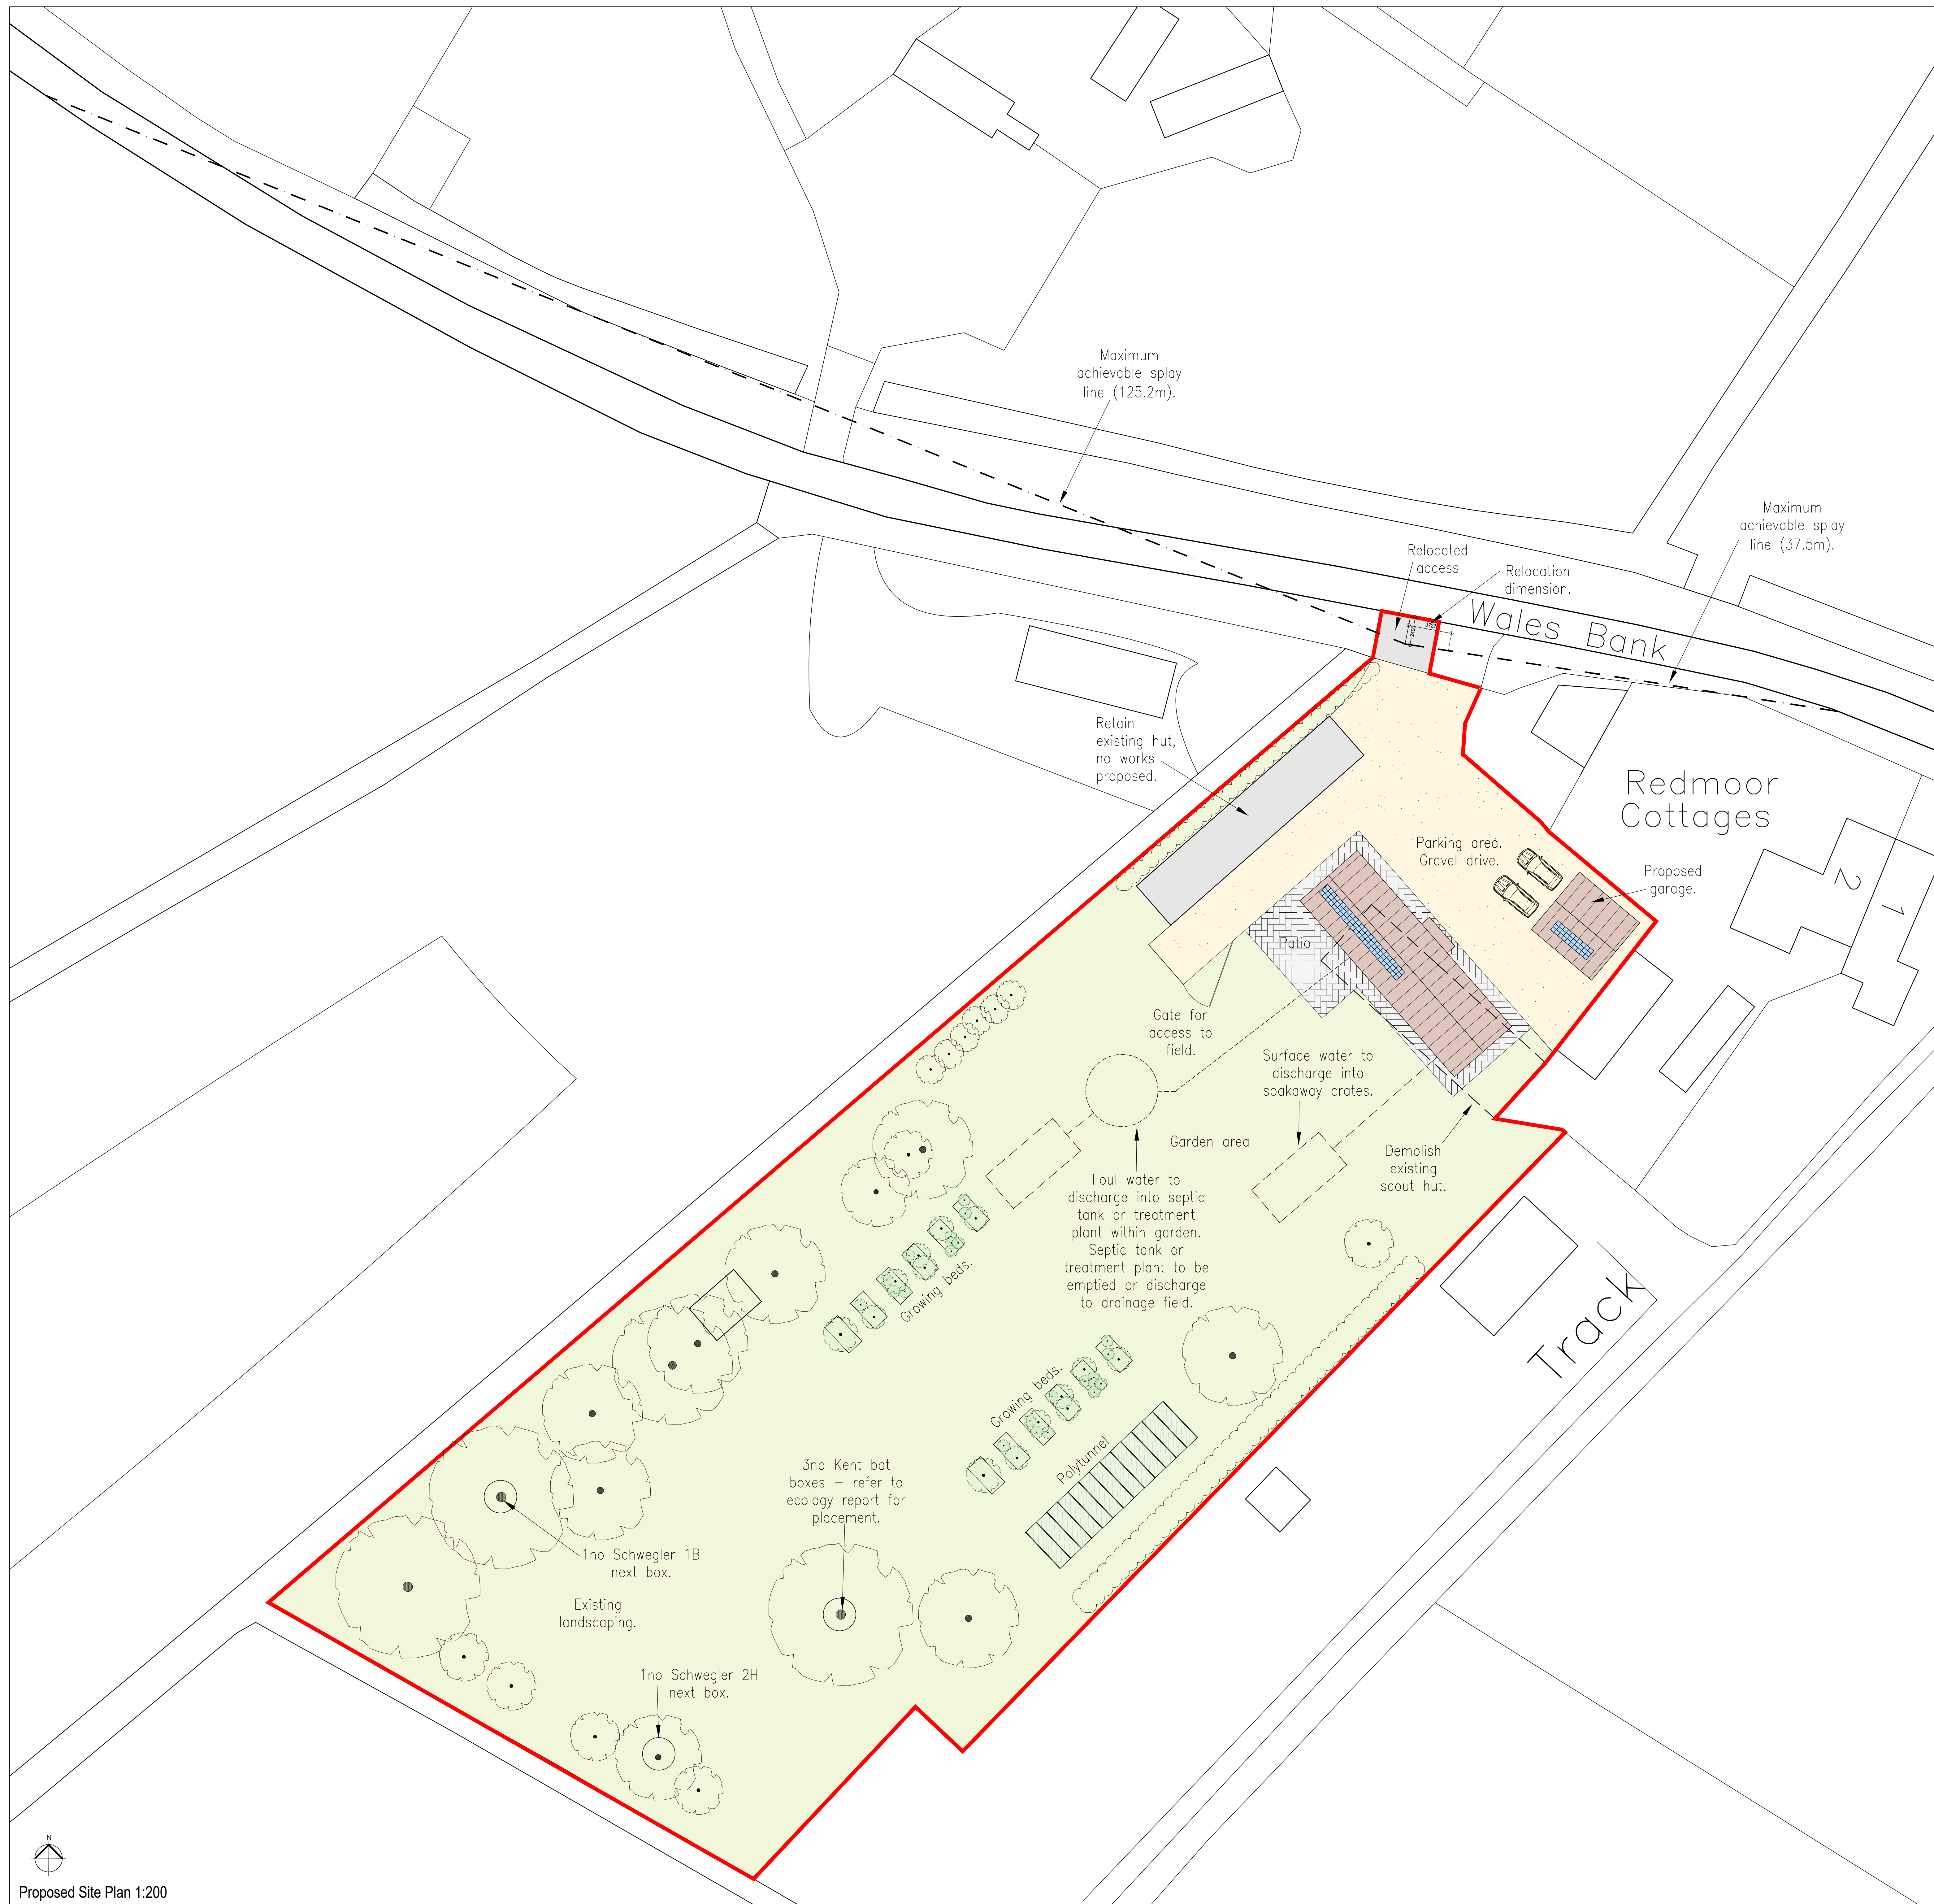 Maximum
achievable splay
line (125.2m).
Maximum
achievable splay
line (37.5m).
Relocated
access
Relocation
dimension.
3727
2400
Wales Bank
Retain
existing hut,
no works
proposed.
Redmoor
Cottages
2
1
Parking area.
Gravel drive.
Proposed
garage.
Patio
Gate for
access to
field.
Surface water to
discharge into
soakaway crates.
Garden area
Demolish
existing
scout hut.
Foul water to
discharge into septic
tank or treatment
plant within garden.
Septic tank or
treatment plant to be
emptied or discharge
to drainage field.
Growing beds.
Growing beds.
Polytunnel
Track
3no Kent bat
boxes – refer to
ecology report for
placement.
1no Schwegler 1B
next box.
Existing
landscaping.
1no Schwegler 2H
next box.
N
Proposed Site Plan 1:200